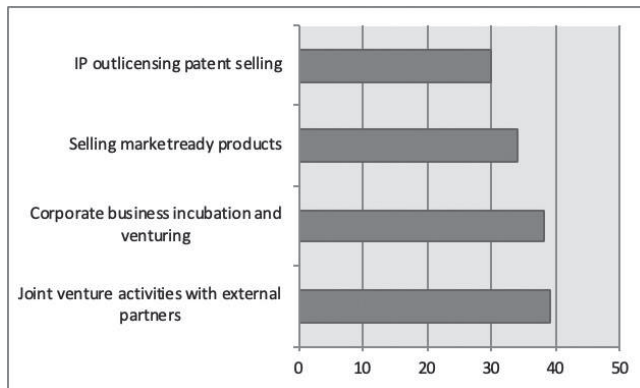 IP outlicensing patent selling
Selling marketready products
Corporate business incubation and
venturing
Joint venture activities with external
partners
0 10 20 30 40 50